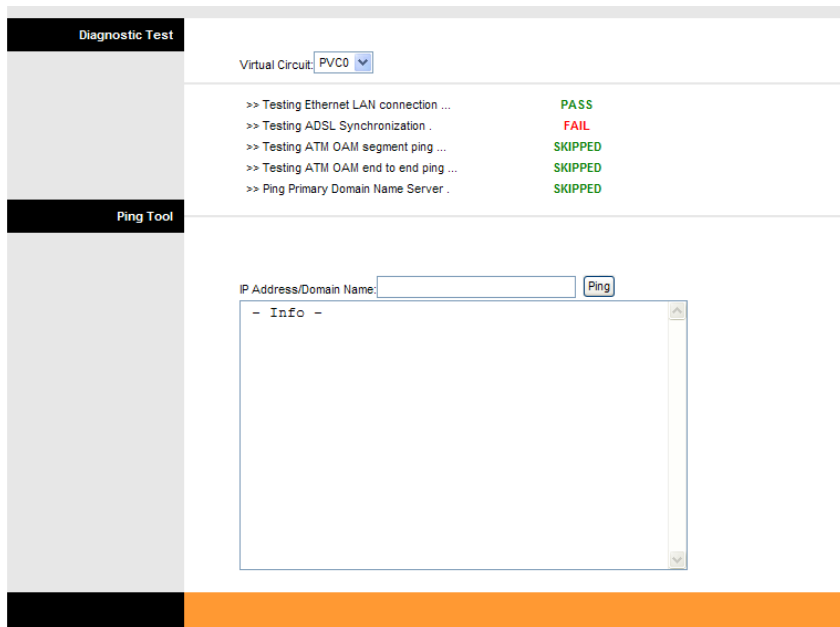 Diagnostic Test
Virtual Circuit: PVC0
>> Testing Ethernet LAN connection ... PASS
>> Testing ADSL Synchronization . FAIL
>> Testing ATM OAM segment ping ... SKIPPED
>> Testing ATM OAM end to end ping ... SKIPPED
>> Ping Primary Domain Name Server . SKIPPED
Ping Tool
IP Address/Domain Name: Ping
- Info -